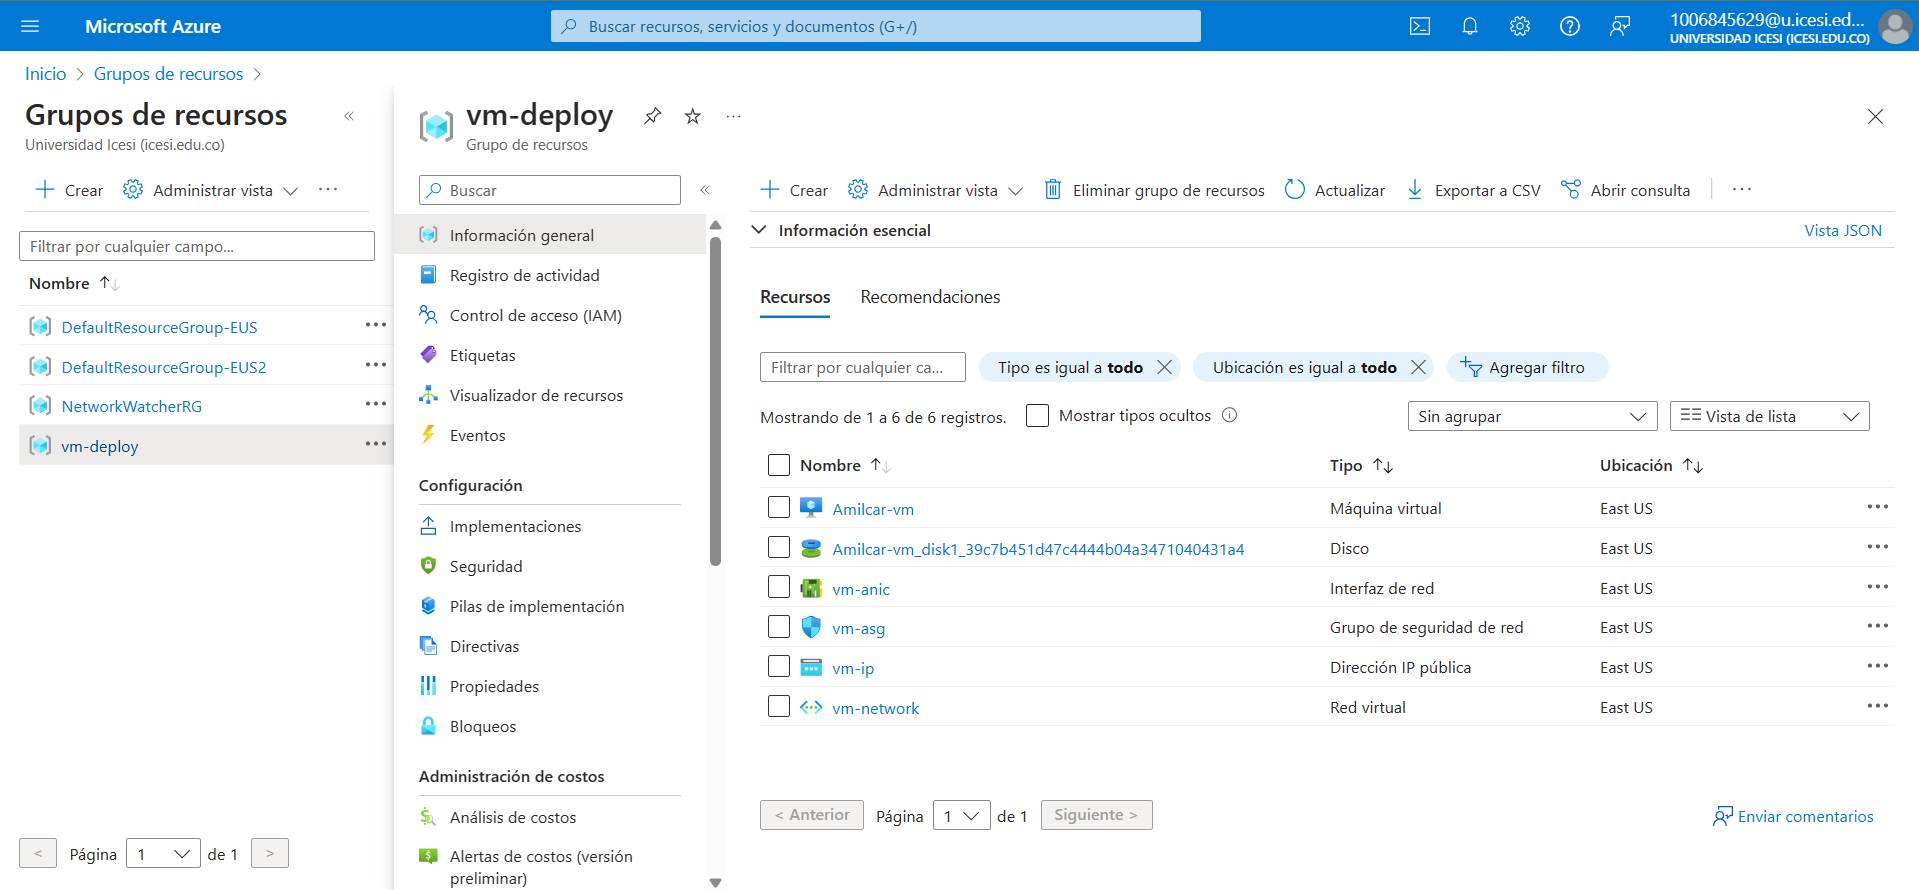 Microsoft Azure
Buscar recursos, servicios y documentos (G+/)
1006845629@u.icesi.ed...
UNIVERSIDAD ICESI (ICESI.EDU.CO)
Inicio > Grupos de recursos >
Grupos de recursos
Universidad Icesi (icesi.edu.co)
Crear
Administrar vista
Filtrar por cualquier campo...
Nombre
DefaultResourceGroup-EUS
DefaultResourceGroup-EUS2
NetworkWatcherRG
vm-deploy
< Página 1 de 1 >
vm-deploy
Grupo de recursos
Buscar
Información general
Registro de actividad
Control de acceso (IAM)
Etiquetas
Visualizador de recursos
Eventos
Configuración
Implementaciones
Seguridad
Pilas de implementación
Directivas
Propiedades
Bloqueos
Administración de costos
Análisis de costos
Alertas de costos (versión
preliminar)
Crear
Administrar vista
Eliminar grupo de recursos
Actualizar
Exportar a CSV
Abrir consulta
Información esencial
Vista JSON
Recursos
Recomendaciones
Filtrar por cualquier ca...
Tipo es igual a todo
Ubicación es igual a todo
Agregar filtro
Mostrando de 1 a 6 de 6 registros.
Mostrar tipos ocultos
Sin agrupar
Vista de lista
Nombre Tipo Ubicación
Amilcar-vm Máquina virtual East US
Amilcar-vm_disk1_39c7b451d47c4444b04a3471040431a4 Disco East US
vm-anic Interfaz de red East US
vm-asg Grupo de seguridad de red East US
vm-ip Dirección IP pública East US
vm-network Red virtual East US
< Anterior Página 1 de 1 Siguiente >
Enviar comentarios